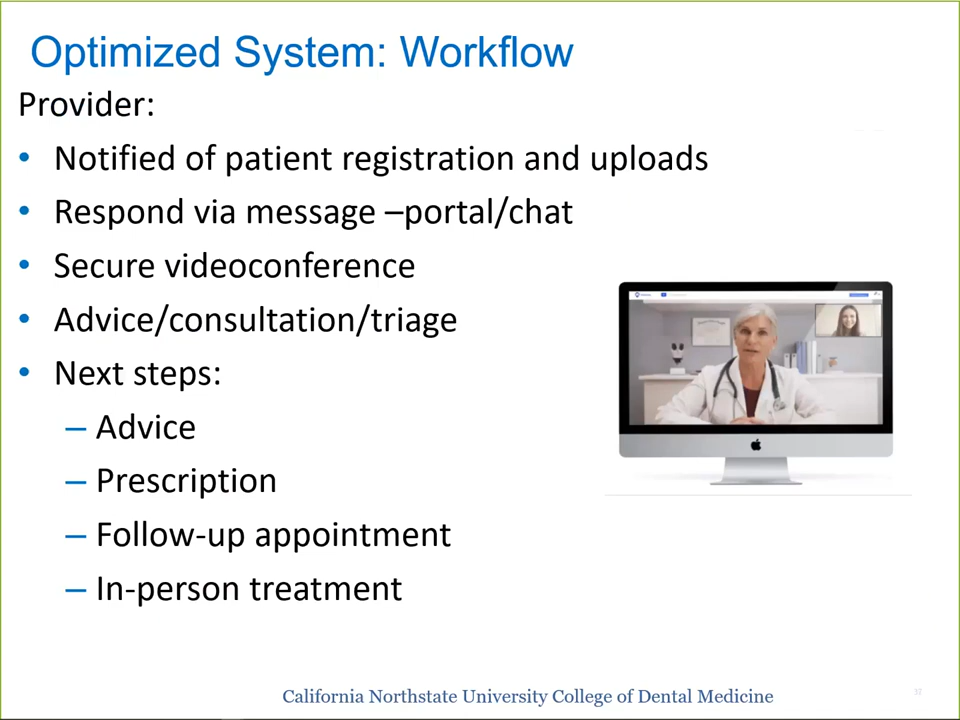 Optimized System: Workflow
Provider:
• Notified of patient registration and uploads
• Respond via message –portal/chat
• Secure videoconference
• Advice/consultation/triage
• Next steps:
– Advice
– Prescription
– Follow-up appointment
– In-person treatment
California Northstate University College of Dental Medicine
32